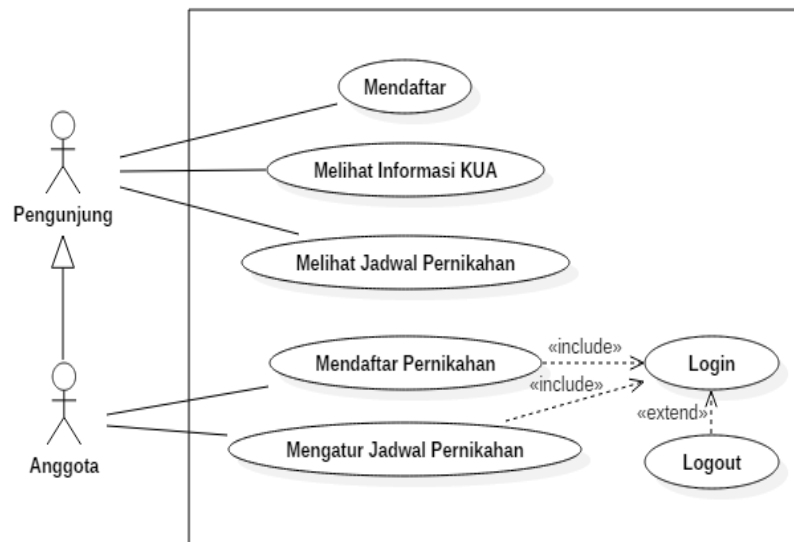 Mendaftar
Melihat Informasi KUA
Pengunjung
Melihat Jadwal Pernikahan
Mendaftar Pernikahan
«include»
Login
«include»
«extend»
Anggota
Mengatur Jadwal Pernikahan
Logout